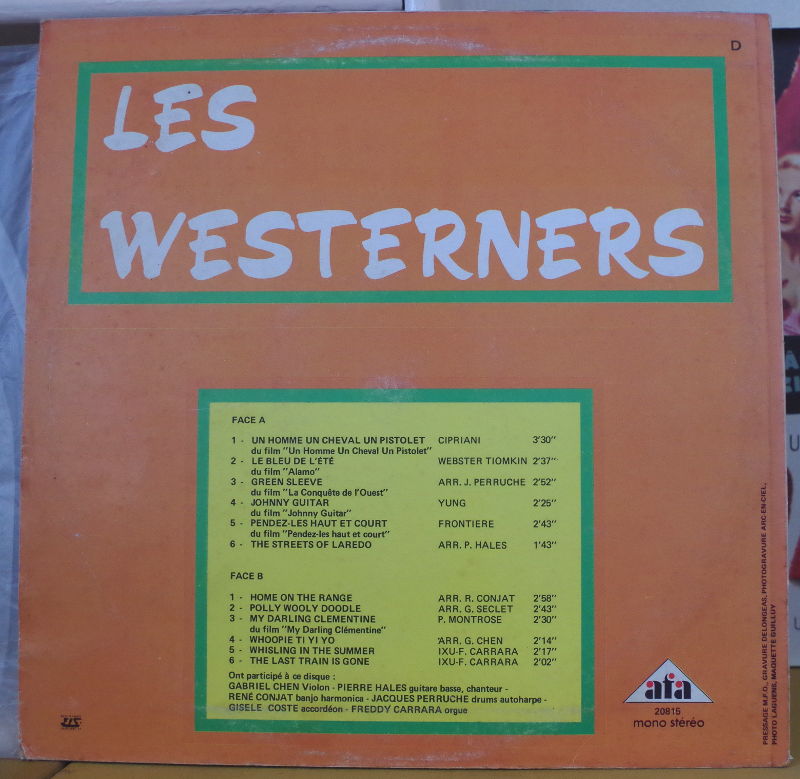 D
LES
WESTERNERS
FACE A
1 - UN HOMME UN CHEVAL UN PISTOLET CIPRIANI 3'30"
du film "Un Homme Un Cheval Un Pistolet"
2 - LE BLEU DE L'ÉTÉ WEBSTER TIOMKIN 2'37"
du film "Alamo"
3 - GREEN SLEEVE ARR. J. PERRUCHE 2'52"
du film "La Conquête de l'Ouest"
4 - JOHNNY GUITAR YUNG 2'25"
du film "Johnny Guitar"
5 - PENDEZ-LES HAUT ET COURT FRONTIERE 2'43"
du film "Pendez-les haut et court"
6 - THE STREETS OF LAREDO ARR. P. HALES 1'43"
FACE B
1 - HOME ON THE RANGE ARR. R. CONJAT 2'58"
2 - POLLY WOOLY DOODLE ARR. G. SECLET 2'43"
3 - MY DARLING CLEMENTINE P. MONTROSE 2'30"
du film "My Darling Clémentine"
4 - WHOOPIE TI YI YO ARR. G. CHEN 2'14"
5 - WHISLING IN THE SUMMER IXU-F. CARRARA 2'17"
6 - THE LAST TRAIN IS GONE IXU-F. CARRARA 2'02"
Ont participé à ce disque :
GABRIEL CHEN Violon - PIERRE HALES guitare basse, chanteur -
RENÉ CONJAT banjo harmonica - JACQUES PERRUCHE drums autoharpe -
GISELE COSTE accordéon - FREDDY CARRARA orgue
afa
20815
mono stéréo
PRESSAGE M.P.O., GRAVURE DELONGEAS, PHOTOGRAVURE ARC EN CIEL,
PHOTO LAGUENS, MAQUETTE GUILLUY